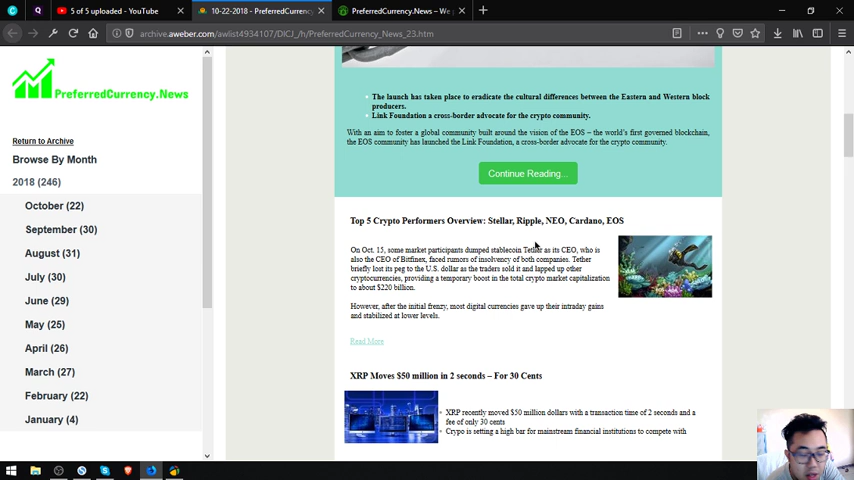 5 of 5 uploaded - YouTube
10-22-2018 - PreferredCurrency
PreferredCurrency.News – We p
archive.aweber.com/awlist4934107/DICJ_/h/PreferredCurrency_News_23.htm
PreferredCurrency.News
Return to Archive
Browse By Month
2018 (246)
October (22)
September (30)
August (31)
July (30)
June (29)
May (25)
April (26)
March (27)
February (22)
January (4)
The launch has taken place to eradicate the cultural differences between the Eastern and Western block
producers.
Link Foundation a cross-border advocate for the crypto community.
With an aim to foster a global community built around the vision of the EOS – the world's first governed blockchain,
the EOS community has launched the Link Foundation, a cross-border advocate for the crypto community.
Continue Reading...
Top 5 Crypto Performers Overview: Stellar, Ripple, NEO, Cardano, EOS
On Oct. 15, some market participants dumped stablecoin Tether as its CEO, who is
also the CEO of Bitfinex, faced rumors of insolvency of both companies. Tether
briefly lost its peg to the U.S. dollar as the traders sold it and lapped up other
cryptocurrencies, providing a temporary boost in the total crypto market capitalization
to about $220 billion.
However, after the initial frenzy, most digital currencies gave up their intraday gains
and stabilized at lower levels.
Read More
XRP Moves $50 million in 2 seconds – For 30 Cents
XRP recently moved $50 million dollars with a transaction time of 2 seconds and a
fee of only 30 cents
Crypo is setting a high bar for mainstream financial institutions to compete with